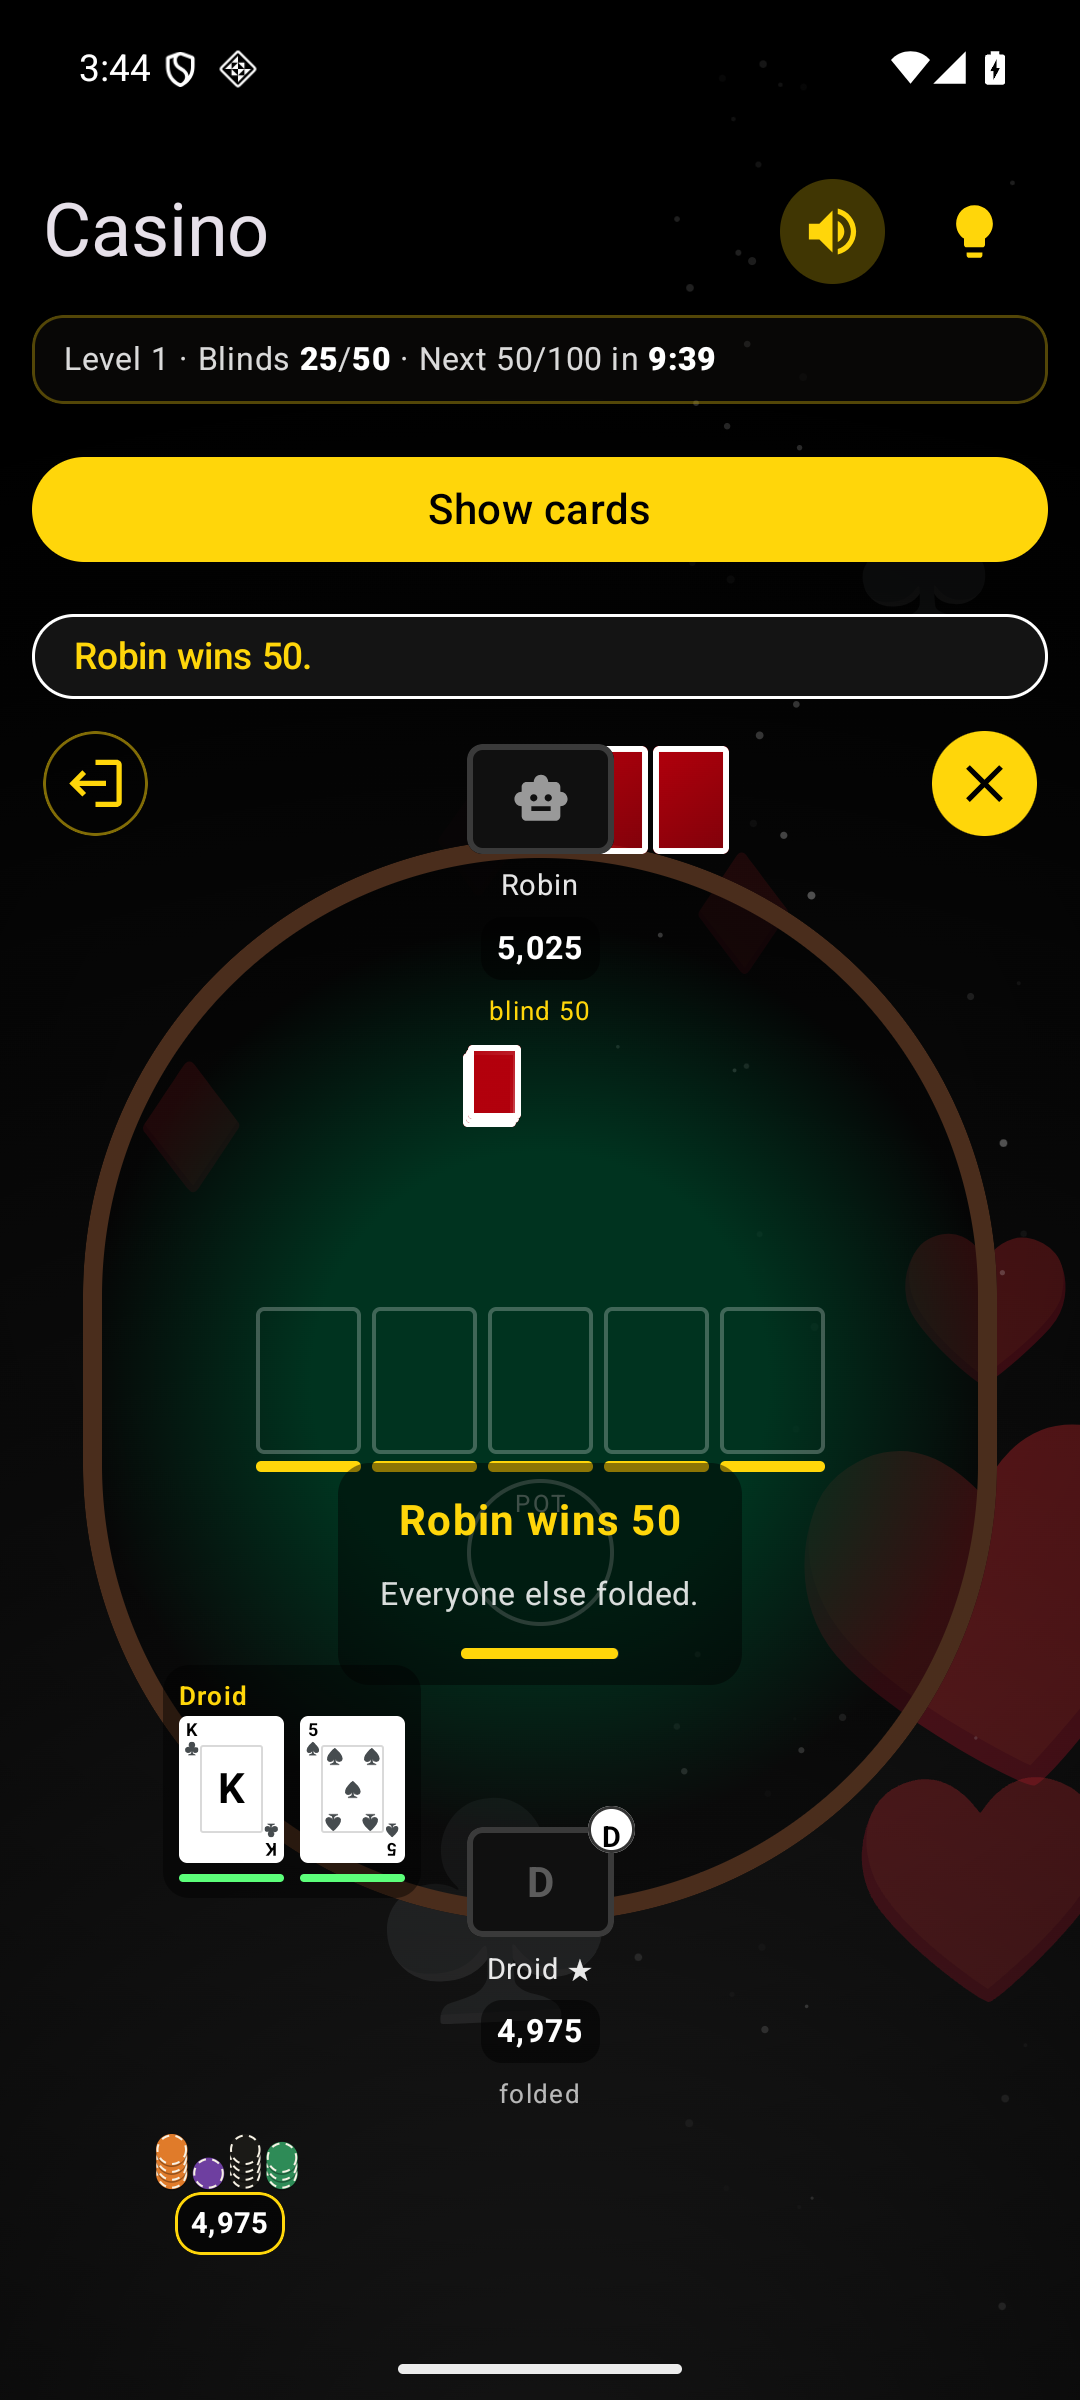 3:44
Casino
Level 1 · Blinds 25/50 · Next 50/100 in 9:39
Show cards
Robin wins 50.
Robin
5,025
blind 50
POT
Robin wins 50
Everyone else folded.
Droid
K
K
K
5
5
D
D
Droid ★
4,975
folded
4,975